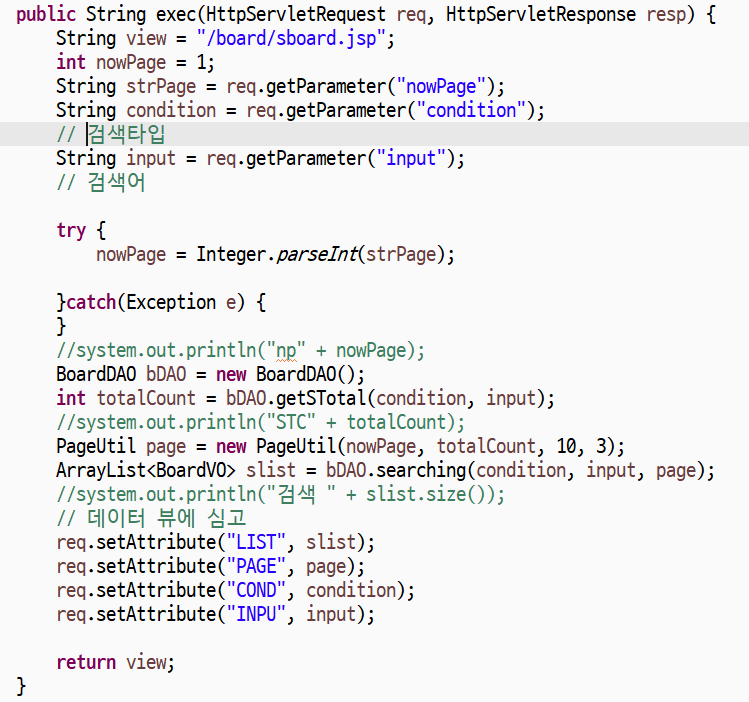 public String exec(HttpServletRequest req, HttpServletResponse resp) {
    String view = "/board/sboard.jsp";
    int nowPage = 1;
    String strPage = req.getParameter("nowPage");
    String condition = req.getParameter("condition");
    // 검색타입
    String input = req.getParameter("input");
    // 검색어

    try {
        nowPage = Integer.parseInt(strPage);

    }catch(Exception e) {
    }
    //system.out.println("np" + nowPage);
    BoardDAO bDAO = new BoardDAO();
    int totalCount = bDAO.getSTotal(condition, input);
    //system.out.println("STC" + totalCount);
    PageUtil page = new PageUtil(nowPage, totalCount, 10, 3);
    ArrayList<BoardVO> slist = bDAO.searching(condition, input, page);
    //system.out.println("검색 " + slist.size());
    // 데이터 뷰에 심고
    req.setAttribute("LIST", slist);
    req.setAttribute("PAGE", page);
    req.setAttribute("COND", condition);
    req.setAttribute("INPU", input);

    return view;
}